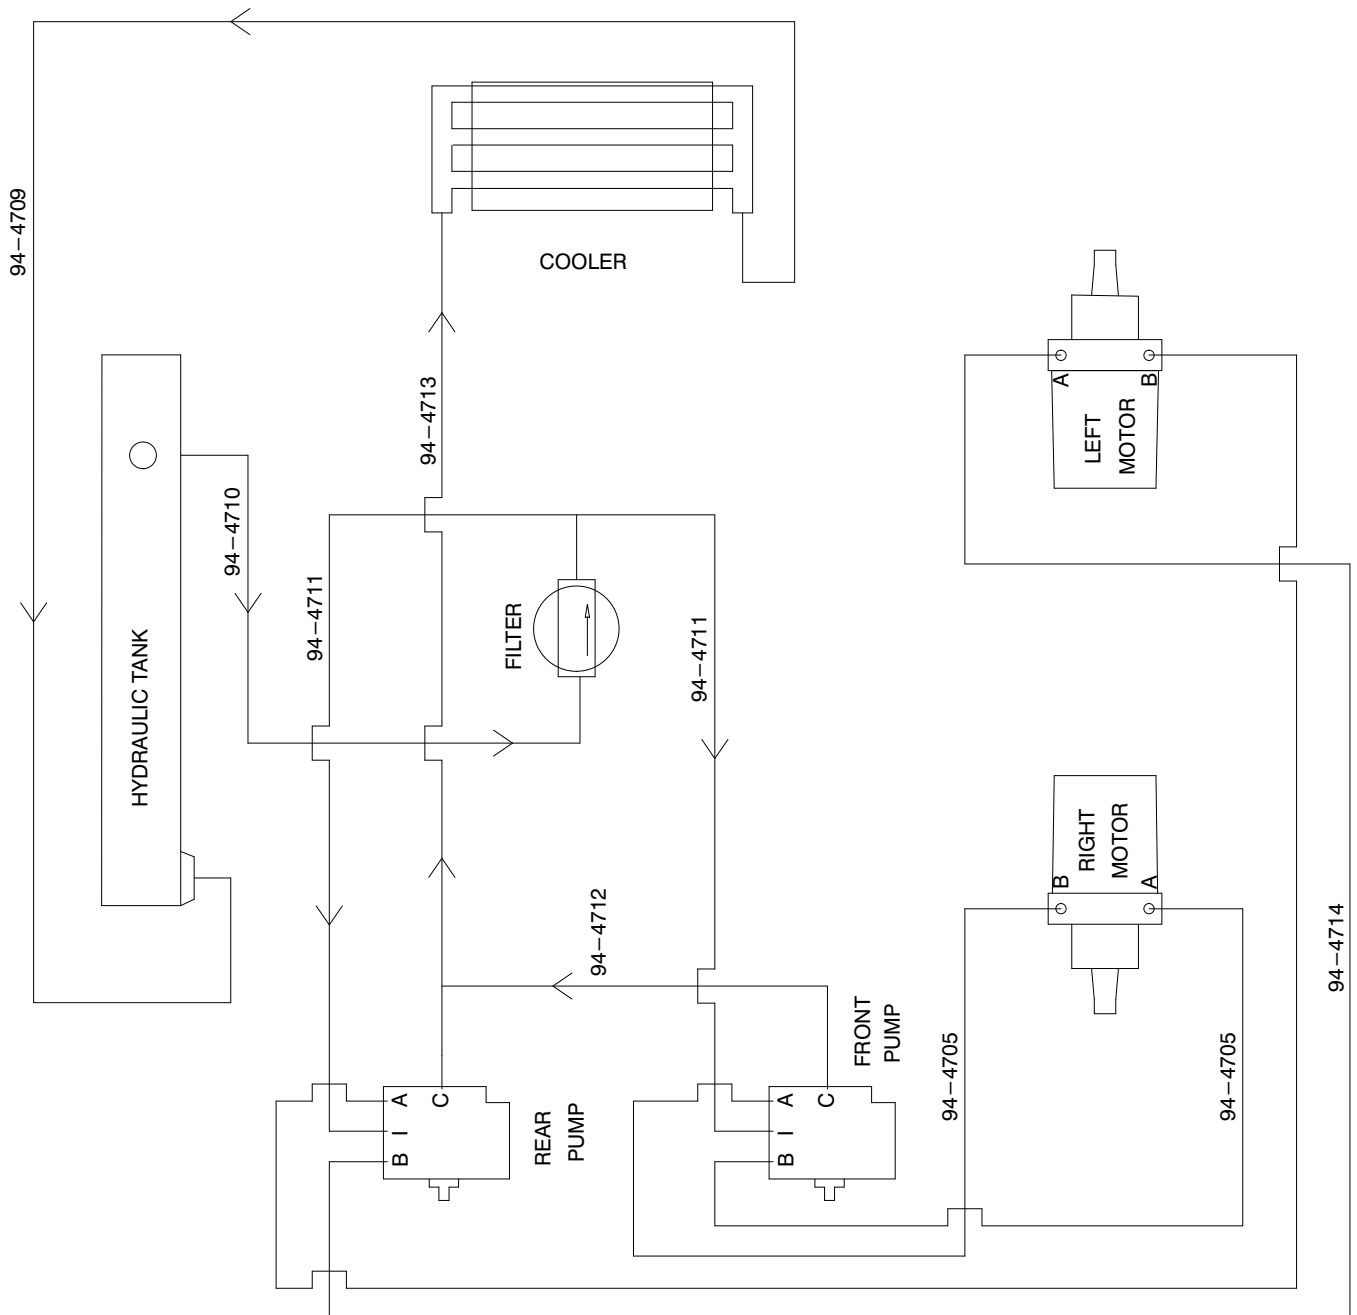 94−4709
COOLER
94−4713
A
B
LEFT
MOTOR
94−4710
94−4711
HYDRAULIC TANK
FILTER
94−4711
RIGHT
MOTOR
B
A
94−4712
94−4714
FRONT
PUMP
94−4705
94−4705
A
C
I
B
REAR
PUMP
A
C
I
B